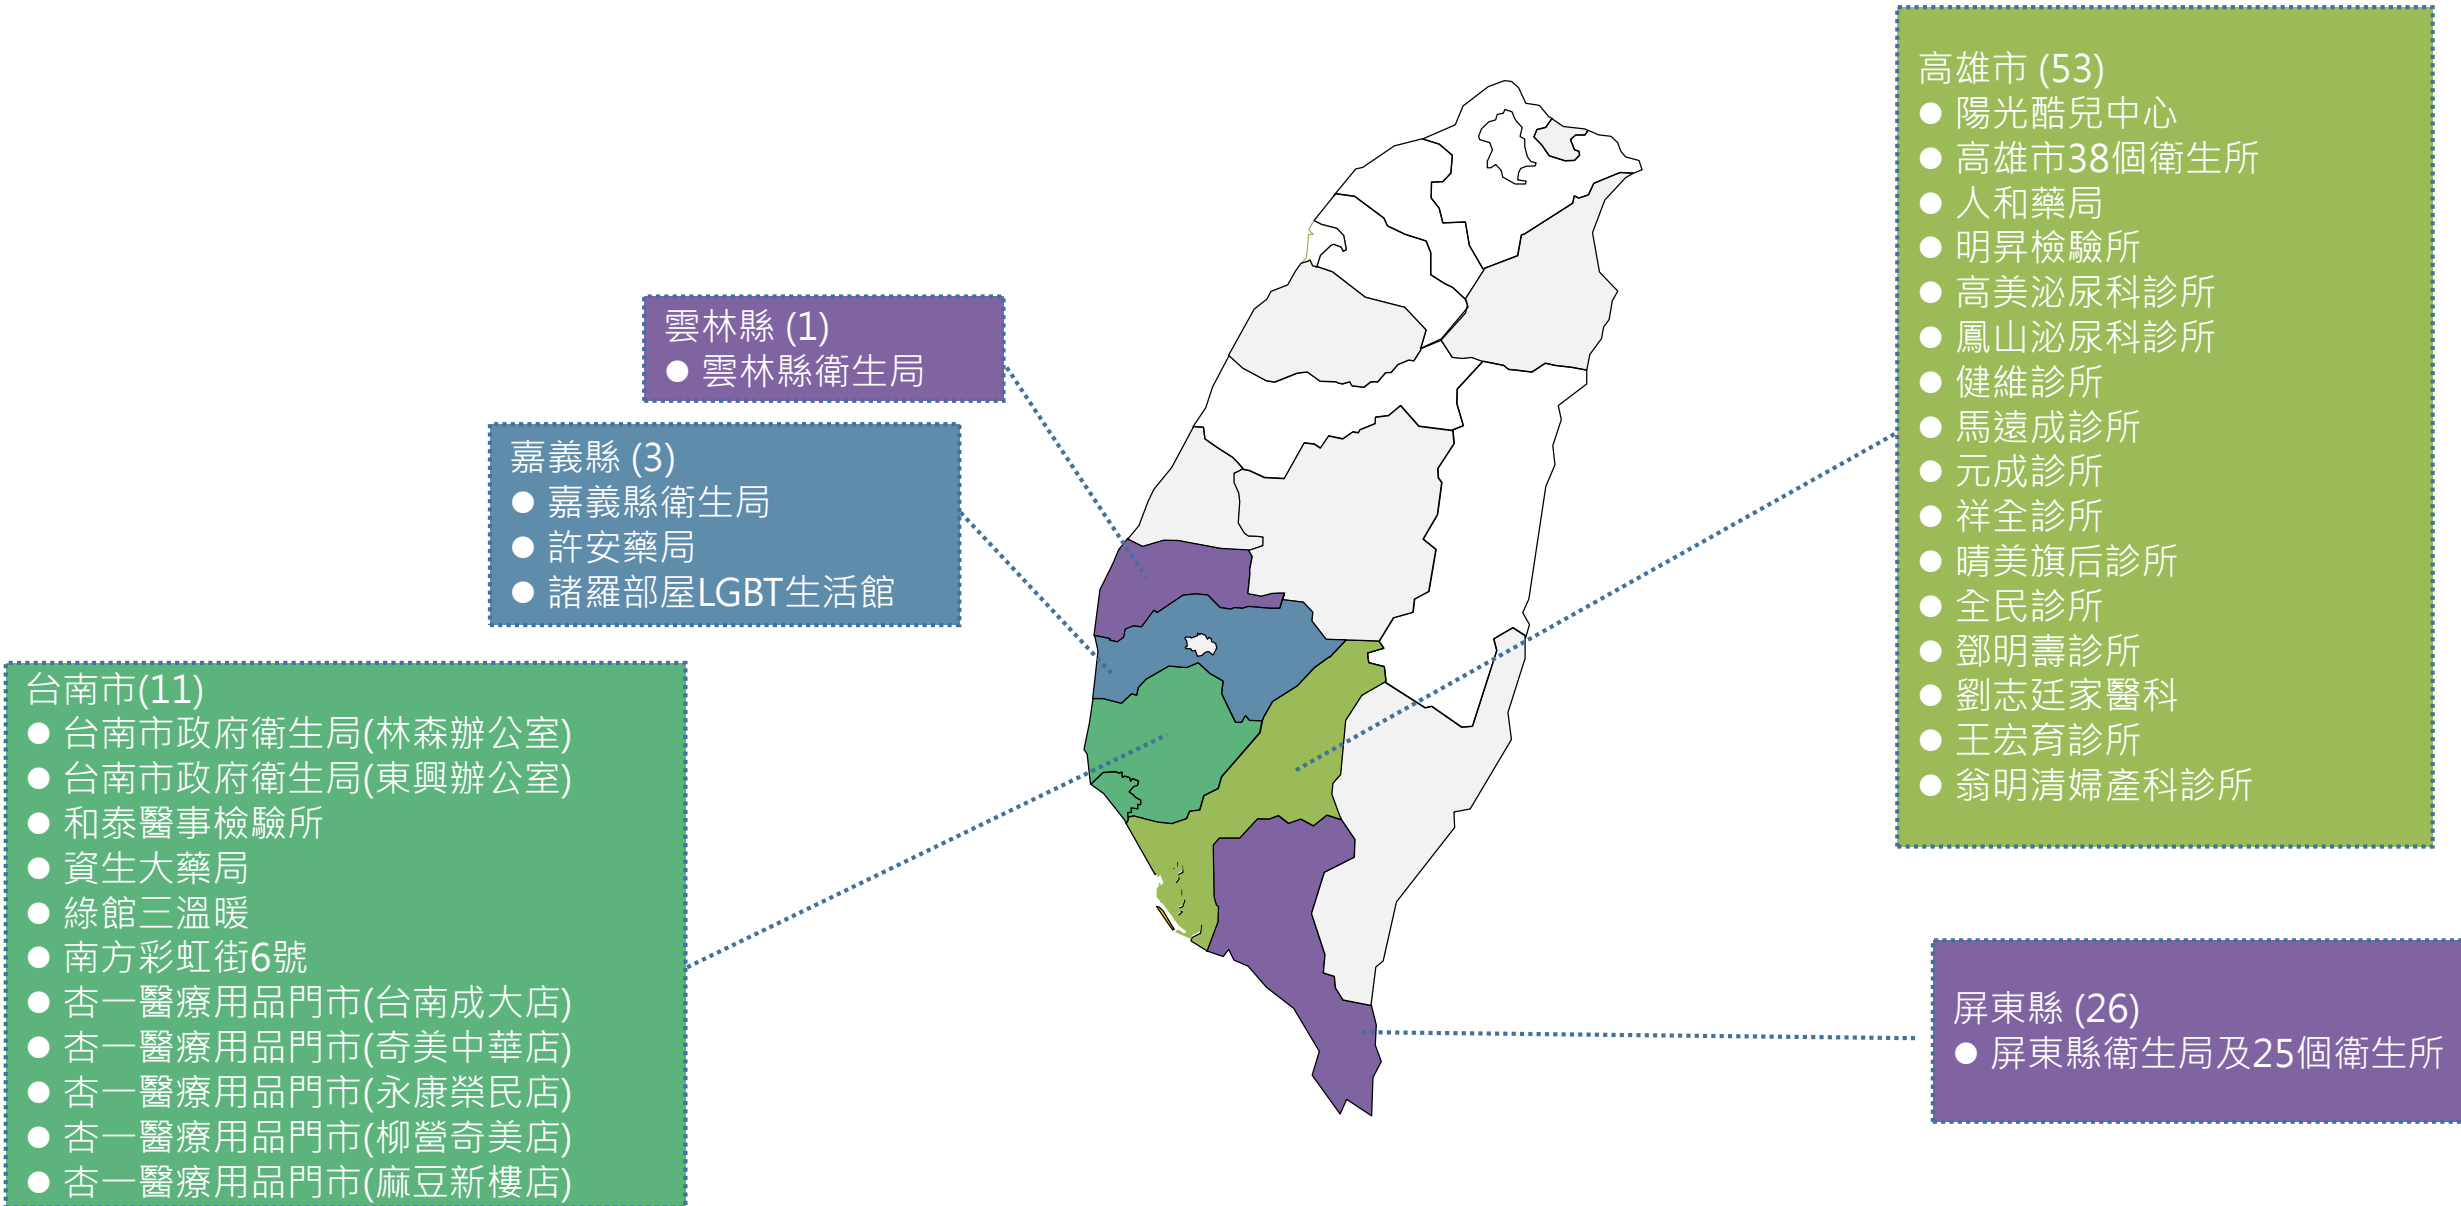 雲林縣 (1)
● 雲林縣衛生局
嘉義縣 (3)
● 嘉義縣衛生局
● 許安藥局
● 諸羅部屋LGBT生活館
台南市(11)
● 台南市政府衛生局(林森辦公室)
● 台南市政府衛生局(東興辦公室)
● 和泰醫事檢驗所
● 資生大藥局
● 綠館三溫暖
● 南方彩虹街6號
● 杏一醫療用品門市(台南成大店)
● 杏一醫療用品門市(奇美中華店)
● 杏一醫療用品門市(永康榮民店)
● 杏一醫療用品門市(柳營奇美店)
● 杏一醫療用品門市(麻豆新樓店)
高雄市 (53)
● 陽光酷兒中心
● 高雄市38個衛生所
● 人和藥局
● 明昇檢驗所
● 高美泌尿科診所
● 鳳山泌尿科診所
● 健維診所
● 馬遠成診所
● 元成診所
● 祥全診所
● 晴美旗后診所
● 全民診所
● 鄧明壽診所
● 劉志廷家醫科
● 王宏育診所
● 翁明清婦產科診所
屏東縣 (26)
● 屏東縣衛生局及25個衛生所